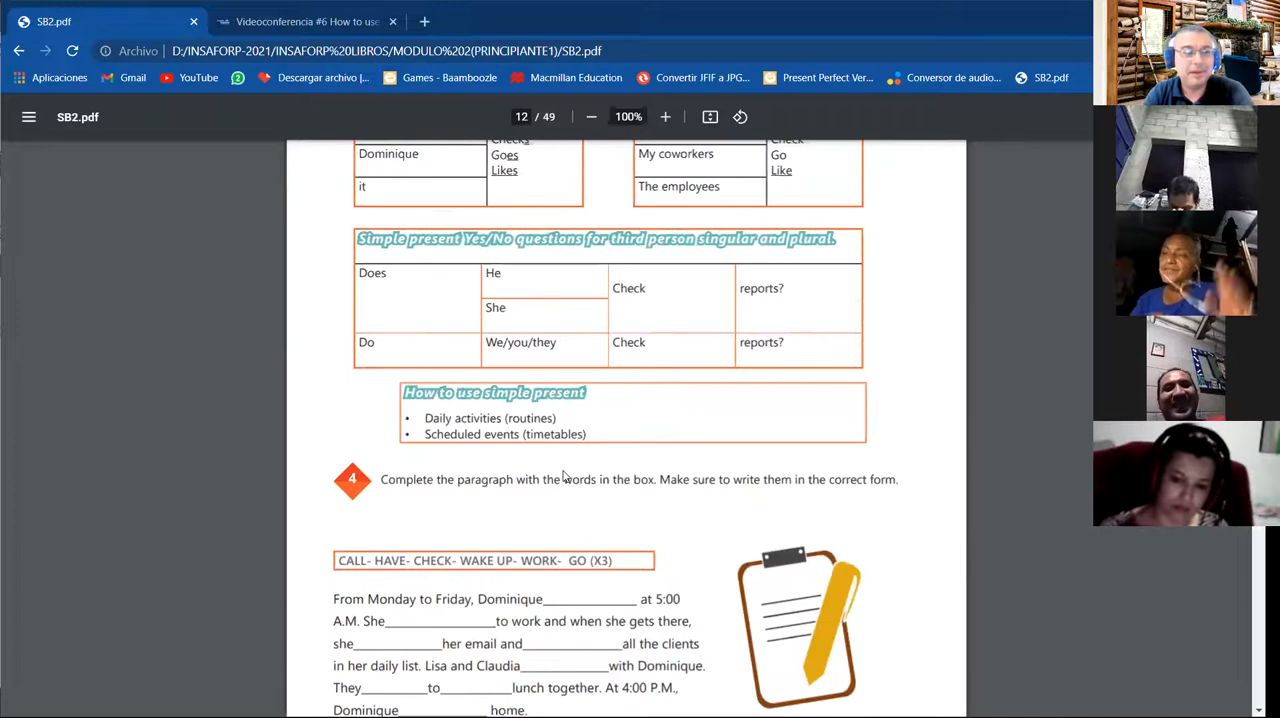 SB2.pdf
Videoconferencia #6 How to use
Archivo
D:/INSAFORP-2021/INSAFORP%20LIBROS/MODULO%202(PRINCIPIANTE1)/SB2.pdf
Aplicaciones
Gmail
YouTube
Descargar archivo |...
Games - Baamboozle
Macmillan Education
Convertir JFIF a JPG...
Present Perfect Ver...
Conversor de audio...
SB2.pdf
SB2.pdf
12 / 49
100%
Checks
Check
Dominique
Goes
My coworkers
Go
Likes
Like
it
The employees
Simple present Yes/No questions for third person singular and plural.
Does
He
Check
reports?
She
Do
We/you/they
Check
reports?
How to use simple present
• Daily activities (routines)
• Scheduled events (timetables)
4
Complete the paragraph with the words in the box. Make sure to write them in the correct form.
CALL- HAVE- CHECK- WAKE UP- WORK- GO (X3)
From Monday to Friday, Dominique______________ at 5:00
A.M. She________________to work and when she gets there,
she_____________her email and_______________all the clients
in her daily list. Lisa and Claudia_____________with Dominique.
They__________to___________lunch together. At 4:00 P.M.,
Dominique_____________ home.